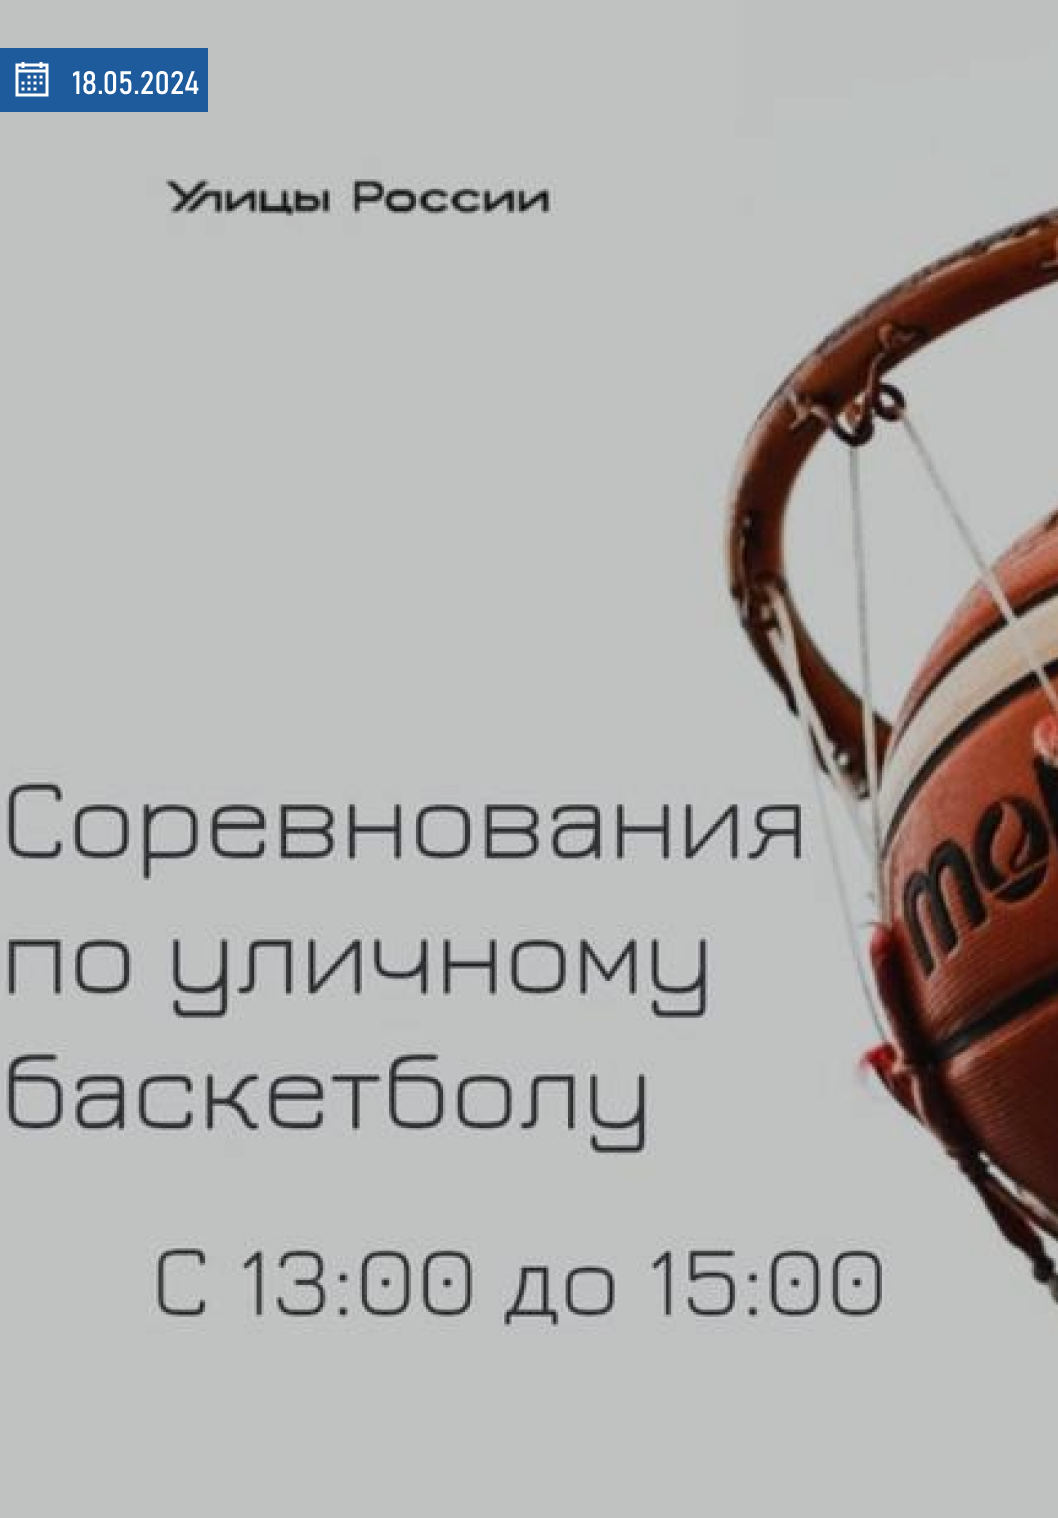 18.05.2024
Улицы России
Соревнования
по уличному
баскетболу
С 13:00 до 15:00